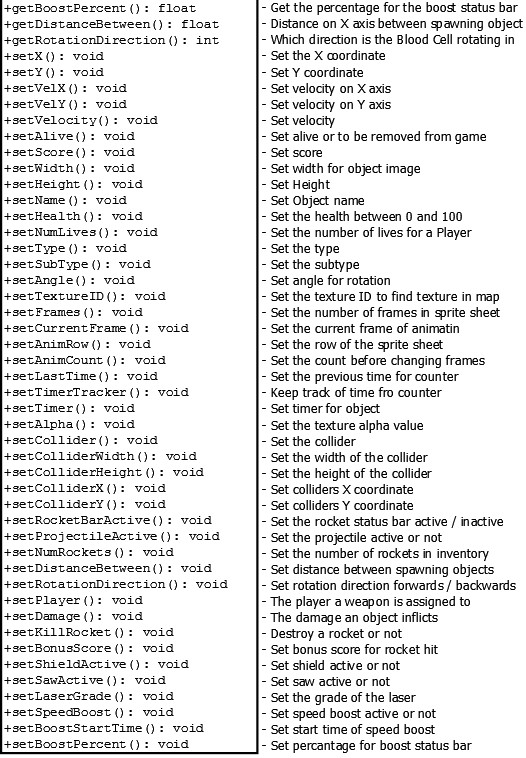 +getBoostPercent(): float - Get the percentage for the boost status bar
+getDistanceBetween(): float - Distance on X axis between spawning object
+getRotationDirection(): int - Which direction is the Blood Cell rotating in
+setX(): void - Set the X coordinate
+setY(): void - Set Y coordinate
+setVelX(): void - Set velocity on X axis
+setVelY(): void - Set velocity on Y axis
+setVelocity(): void - Set velocity
+setAlive(): void - Set alive or to be removed from game
+setScore(): void - Set score
+setWidth(): void - Set width for object image
+setHeight(): void - Set Height
+setName(): void - Set Object name
+setHealth(): void - Set the health between 0 and 100
+setNumLives(): void - Set the number of lives for a Player
+setType(): void - Set the type
+setSubType(): void - Set the subtype
+setAngle(): void - Set angle for rotation
+setTextureID(): void - Set the texture ID to find texture in map
+setFrames(): void - Set the number of frames in sprite sheet
+setCurrentFrame(): void - Set the current frame of animatin
+setAnimRow(): void - Set the row of the sprite sheet
+setAnimCount(): void - Set the count before changing frames
+setLastTime(): void - Set the previous time for counter
+setTimerTracker(): void - Keep track of time fro counter
+setTimer(): void - Set timer for object
+setAlpha(): void - Set the texture alpha value
+setCollider(): void - Set the collider
+setColliderWidth(): void - Set the width of the collider
+setColliderHeight(): void - Set the height of the collider
+setColliderX(): void - Set colliders X coordinate
+setColliderY(): void - Set colliders Y coordinate
+setRocketBarActive(): void - Set the rocket status bar active / inactive
+setProjectileActive(): void - Set the projectile active or not
+setNumRockets(): void - Set the number of rockets in inventory
+setDistanceBetween(): void - Set distance between spawning objects
+setRotationDirection(): void - Set rotation direction forwards / backwards
+setPlayer(): void - The player a weapon is assigned to
+setDamage(): void - The damage an object inflicts
+setKillRocket(): void - Destroy a rocket or not
+setBonusScore(): void - Set bonus score for rocket hit
+setShieldActive(): void - Set shield active or not
+setSawActive(): void - Set saw active or not
+setLaserGrade(): void - Set the grade of the laser
+setSpeedBoost(): void - Set speed boost active or not
+setBoostStartTime(): void - Set start time of speed boost
+setBoostPercent(): void - Set percantage for boost status bar